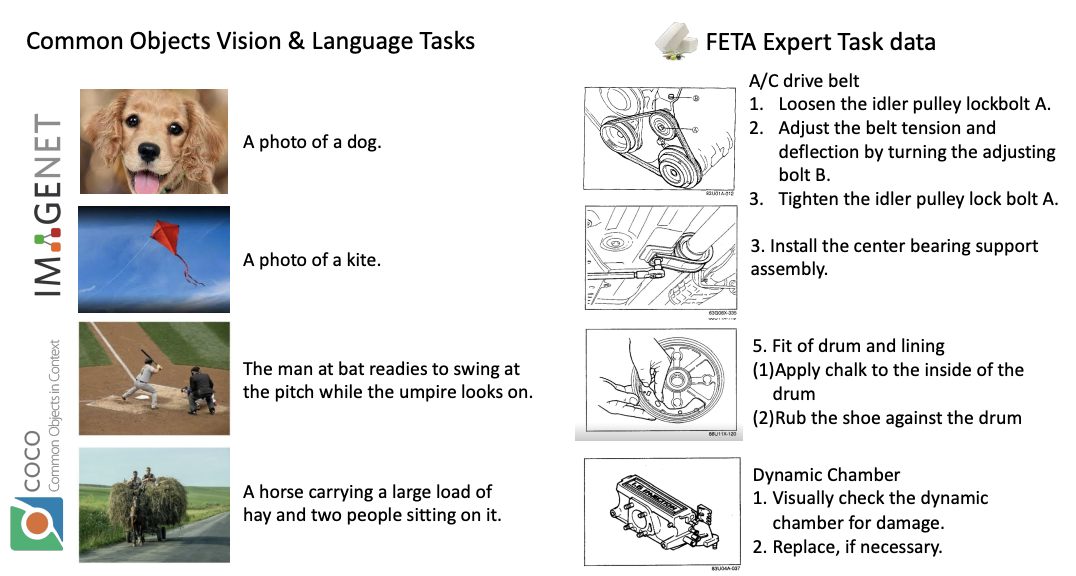 Common Objects Vision & Language Tasks
IMAGENET
A photo of a dog.
A photo of a kite.
COCO
Common Objects in Context
The man at bat readies to swing at
the pitch while the umpire looks on.
A horse carrying a large load of
hay and two people sitting on it.
FETA Expert Task data
A/C drive belt
1. Loosen the idler pulley lockbolt A.
2. Adjust the belt tension and
deflection by turning the adjusting
bolt B.
3. Tighten the idler pulley lock bolt A.
3. Install the center bearing support
assembly.
63G06X-335
5. Fit of drum and lining
(1)Apply chalk to the inside of the
drum
(2)Rub the shoe against the drum
Dynamic Chamber
1. Visually check the dynamic
chamber for damage.
2. Replace, if necessary.